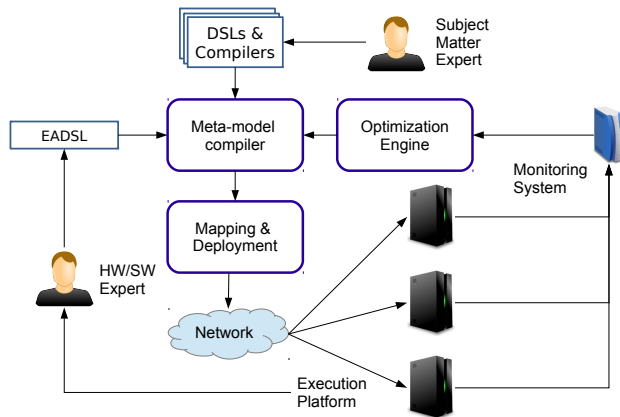 DSLs &
Compilers
Subject
Matter
Expert
EADSL
Meta-model
compiler
Optimization
Engine
Monitoring
System
Mapping &
Deployment
HW/SW
Expert
Network
Execution
Platform